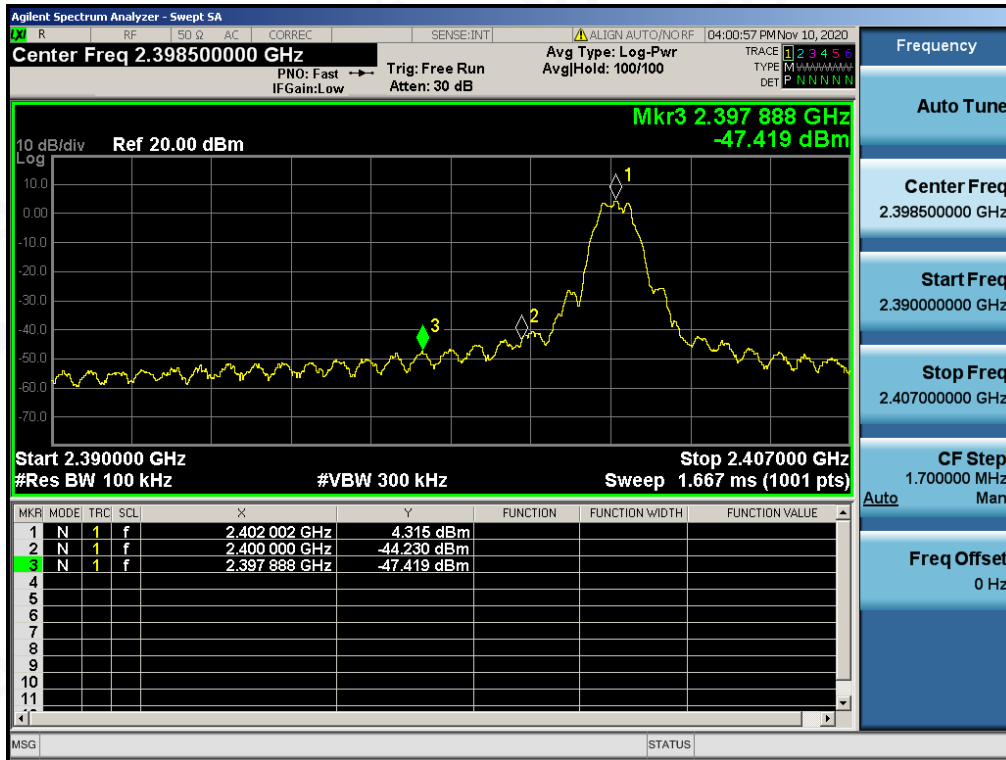 Agilent Spectrum Analyzer - Swept SA
LXI R RF 50 Ω AC CORREC SENSE:INT ALIGN AUTO/NO RF 04:00:57 PM Nov 10, 2020
Center Freq 2.398500000 GHz
PNO: Fast
IFGain:Low
Trig: Free Run
Atten: 30 dB
Avg Type: Log-Pwr
Avg|Hold: 100/100
TRACE 1 2 3 4 5 6
TYPE M WWWWW
DET P N N N N N
Mkr3 2.397 888 GHz
-47.419 dBm
10 dB/div Ref 20.00 dBm
Log
10.0
0.00
-10.0
-20.0
-30.0
-40.0
-50.0
-60.0
-70.0
1
2
3
Start 2.390000 GHz Stop 2.407000 GHz
#Res BW 100 kHz #VBW 300 kHz Sweep 1.667 ms (1001 pts)
MKR MODE TRC SCL X Y FUNCTION FUNCTION WIDTH FUNCTION VALUE
1 N 1 f 2.402 002 GHz 4.315 dBm
2 N 1 f 2.400 000 GHz -44.230 dBm
3 N 1 f 2.397 888 GHz -47.419 dBm
4
5
6
7
8
9
10
11
MSG STATUS
Frequency
Auto Tune
Center Freq
2.398500000 GHz
Start Freq
2.390000000 GHz
Stop Freq
2.407000000 GHz
CF Step
1.700000 MHz
Auto Man
Freq Offset
0 Hz